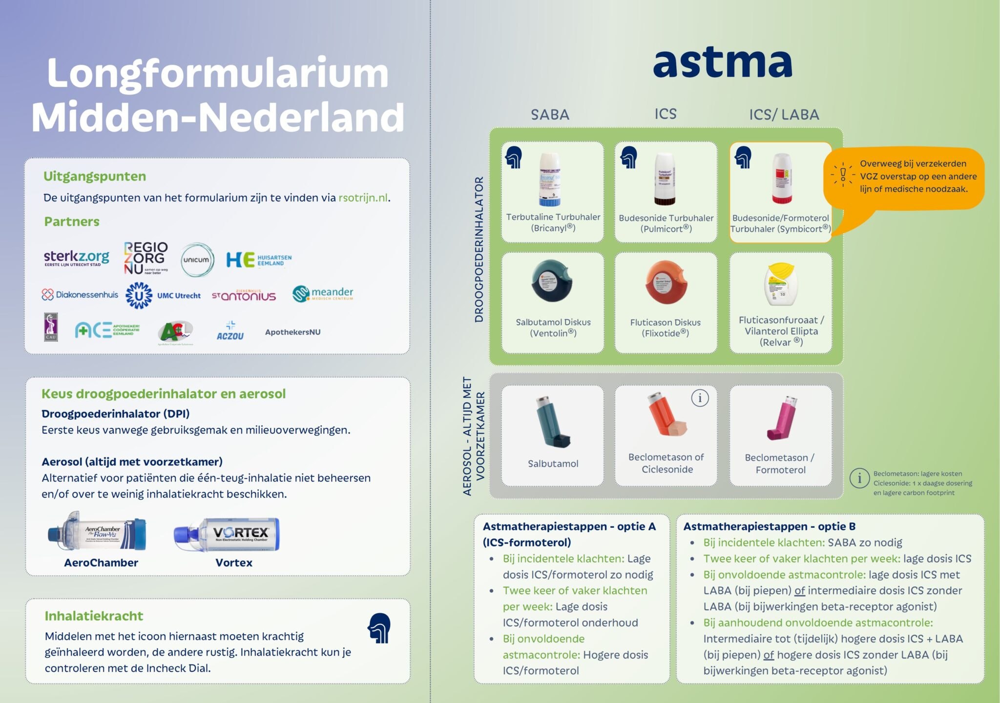 Longformularium
Midden-Nederland
Uitgangspunten
De uitgangspunten van het formularium zijn te vinden via rsotrijn.nl.
Partners
sterkz.org
EERSTE LIJN UTRECHT STAD
REGIO
ZORG
NU
samen op weg
naar beter
unicum
HE HUISARTSEN
EEMLAND
Diakonessenhuis
U
UMC Utrecht
ZIEKENHUIS
ST ANTONIUS
meander
MEDISCH CENTRUM
CAU
ACE APOTHEKERS
COÖPERATIE
EEMLAND
ACL
ACZOU
ApothekersNU
Keus droogpoederinhalator en aerosol
Droogpoederinhalator (DPI)
Eerste keus vanwege gebruiksgemak en milieuoverwegingen.
Aerosol (altijd met voorzetkamer)
Alternatief voor patiënten die één-teug-inhalatie niet beheersen
en/of over te weinig inhalatiekracht beschikken.
AeroChamber
Plus Flow-Vu
VORTEX
Non Electrostatic Holding Chamber
AeroChamber
Vortex
Inhalatiekracht
Middelen met het icoon hiernaast moeten krachtig
geïnhaleerd worden, de andere rustig. Inhalatiekracht kun je
controleren met de Incheck Dial.
astma
SABA
ICS
ICS/ LABA
DROOGPOEDERINHALATOR
Bricanyl
Pulmicort
Turbuhaler
Terbutaline Turbuhaler
(Bricanyl®)
Budesonide Turbuhaler
(Pulmicort®)
Budesonide/Formoterol
Turbuhaler (Symbicort®)
Overweeg bij verzekerden
VGZ overstap op een andere
lijn of medische noodzaak.
30
Salbutamol Diskus
(Ventolin®)
Fluticason Diskus
(Flixotide®)
Fluticasonfuroaat /
Vilanterol Ellipta
(Relvar ®)
AEROSOL - ALTIJD MET
VOORZETKAMER
Salbutamol
i
Beclometason of
Ciclesonide
Beclometason /
Formoterol
i
Beclometason: lagere kosten
Ciclesonide: 1 x daagse dosering
en lagere carbon footprint
Astmatherapiestappen - optie A
(ICS-formoterol)
• Bij incidentele klachten: Lage
dosis ICS/formoterol zo nodig
• Twee keer of vaker klachten
per week: Lage dosis
ICS/formoterol onderhoud
• Bij onvoldoende
astmacontrole: Hogere dosis
ICS/formoterol
Astmatherapiestappen - optie B
• Bij incidentele klachten: SABA zo nodig
• Twee keer of vaker klachten per week: lage dosis ICS
• Bij onvoldoende astmacontrole: lage dosis ICS met
LABA (bij piepen) of intermediaire dosis ICS zonder
LABA (bij bijwerkingen beta-receptor agonist)
• Bij aanhoudend onvoldoende astmacontrole:
Intermediaire tot (tijdelijk) hogere dosis ICS + LABA
(bij piepen) of hogere dosis ICS zonder LABA (bij
bijwerkingen beta-receptor agonist)